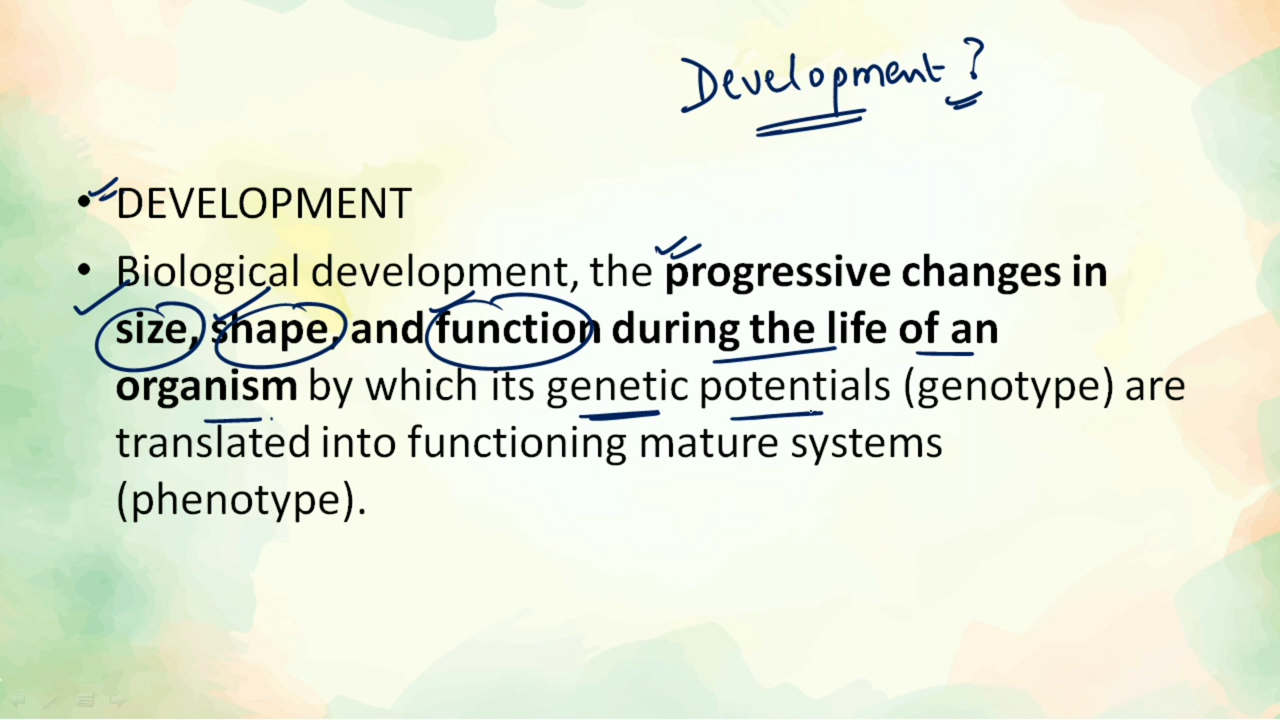 Development ?
• DEVELOPMENT
• Biological development, the progressive changes in
size, shape, and function during the life of an
organism by which its genetic potentials (genotype) are
translated into functioning mature systems
(phenotype).